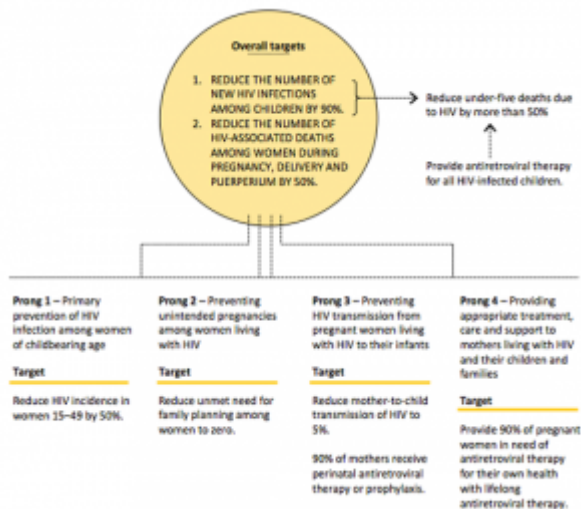 Overall targets
1. REDUCE THE NUMBER OF
NEW HIV INFECTIONS
AMONG CHILDREN BY 90%.
2. REDUCE THE NUMBER OF
HIV-ASSOCIATED DEATHS
AMONG WOMEN DURING
PREGNANCY, DELIVERY AND
PUERPERIUM BY 50%.
Reduce under-five deaths due
to HIV by more than 50%
Provide antiretroviral therapy
for all HIV-infected children.
Prong 1 – Primary
prevention of HIV
infection among women
of childbearing age
Target
Reduce HIV incidence in
women 15–49 by 50%.
Prong 2 – Preventing
unintended pregnancies
among women living
with HIV
Target
Reduce unmet need for
family planning among
women to zero.
Prong 3 – Preventing
HIV transmission from
pregnant women living
with HIV to their infants
Target
Reduce mother-to-child
transmission of HIV to
5%.
90% of mothers receive
perinatal antiretroviral
therapy or prophylaxis.
Prong 4 – Providing
appropriate treatment,
care and support to
mothers living with HIV
and their children and
families
Target
Provide 90% of pregnant
women in need of
antiretroviral therapy
for their own health
with lifelong
antiretroviral therapy.